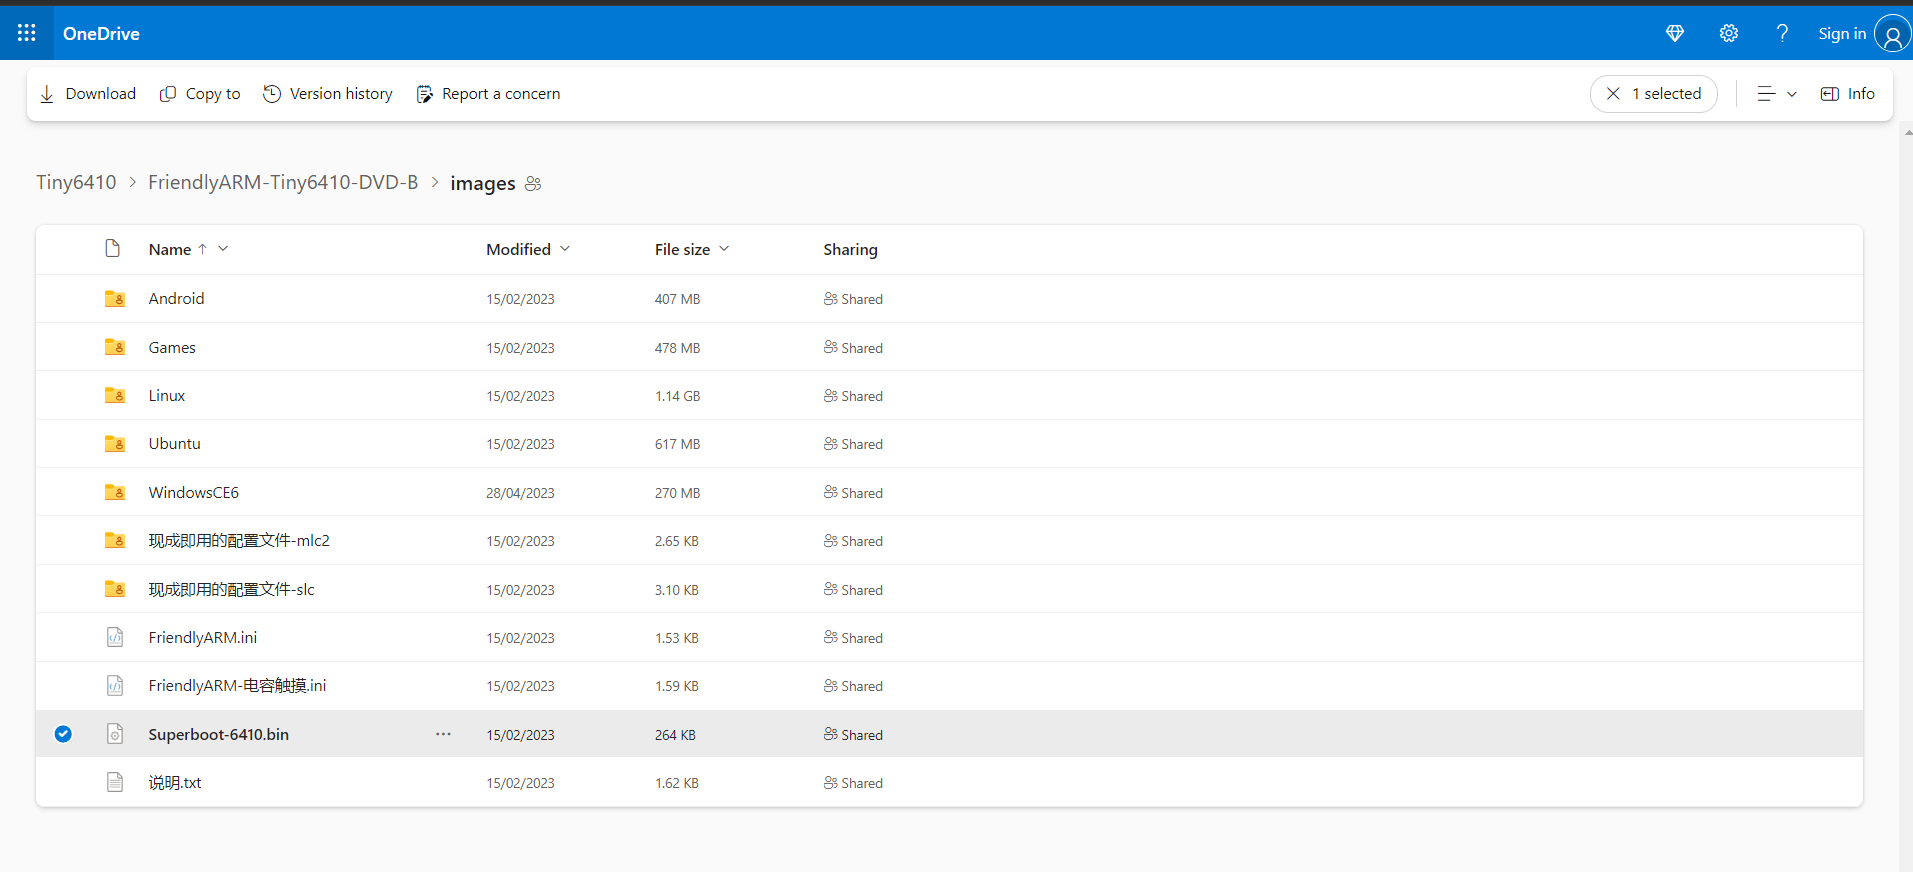 OneDrive
Sign in
Download Copy to Version history Report a concern
1 selected Info
Tiny6410 > FriendlyARM-Tiny6410-DVD-B > images
Name Modified File size Sharing
Android 15/02/2023 407 MB Shared
Games 15/02/2023 478 MB Shared
Linux 15/02/2023 1.14 GB Shared
Ubuntu 15/02/2023 617 MB Shared
WindowsCE6 28/04/2023 270 MB Shared
现成即用的配置文件-mlc2 15/02/2023 2.65 KB Shared
现成即用的配置文件-slc 15/02/2023 3.10 KB Shared
FriendlyARM.ini 15/02/2023 1.53 KB Shared
FriendlyARM-电容触摸.ini 15/02/2023 1.59 KB Shared
Superboot-6410.bin ··· 15/02/2023 264 KB Shared
说明.txt 15/02/2023 1.62 KB Shared